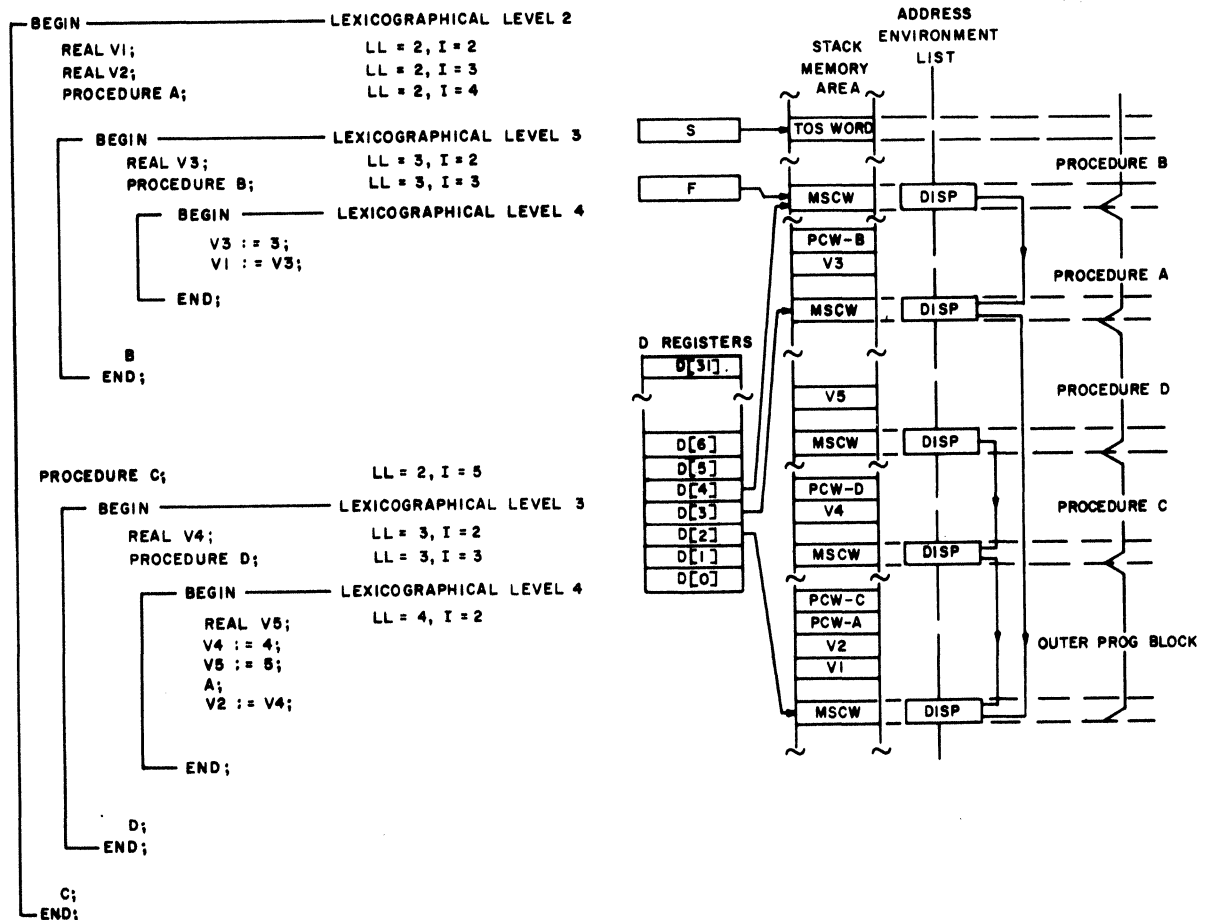 BEGIN LEXICOGRAPHICAL LEVEL 2
REAL V1; LL = 2, I = 2
REAL V2; LL = 2, I = 3
PROCEDURE A; LL = 2, I = 4
BEGIN LEXICOGRAPHICAL LEVEL 3
REAL V3; LL = 3, I = 2
PROCEDURE B; LL = 3, I = 3
BEGIN LEXICOGRAPHICAL LEVEL 4
V3 := 3;
V1 := V3;
END;
B
END;
PROCEDURE C; LL = 2, I = 5
BEGIN LEXICOGRAPHICAL LEVEL 3
REAL V4; LL = 3, I = 2
PROCEDURE D; LL = 3, I = 3
BEGIN LEXICOGRAPHICAL LEVEL 4
REAL V5; LL = 4, I = 2
V4 := 4;
V5 := 5;
A;
V2 := V4;
END;
D;
END;
C;
END;
D REGISTERS
D[31]
D[6]
D[5]
D[4]
D[3]
D[2]
D[1]
D[0]
STACK
MEMORY
AREA
ADDRESS
ENVIRONMENT
LIST
S TOS WORD
PROCEDURE B
F MSCW DISP
PCW-B
V3
PROCEDURE A
MSCW DISP
V5
PROCEDURE D
MSCW DISP
PCW-D
V4
PROCEDURE C
MSCW DISP
PCW-C
PCW-A
V2
V1
OUTER PROG BLOCK
MSCW DISP